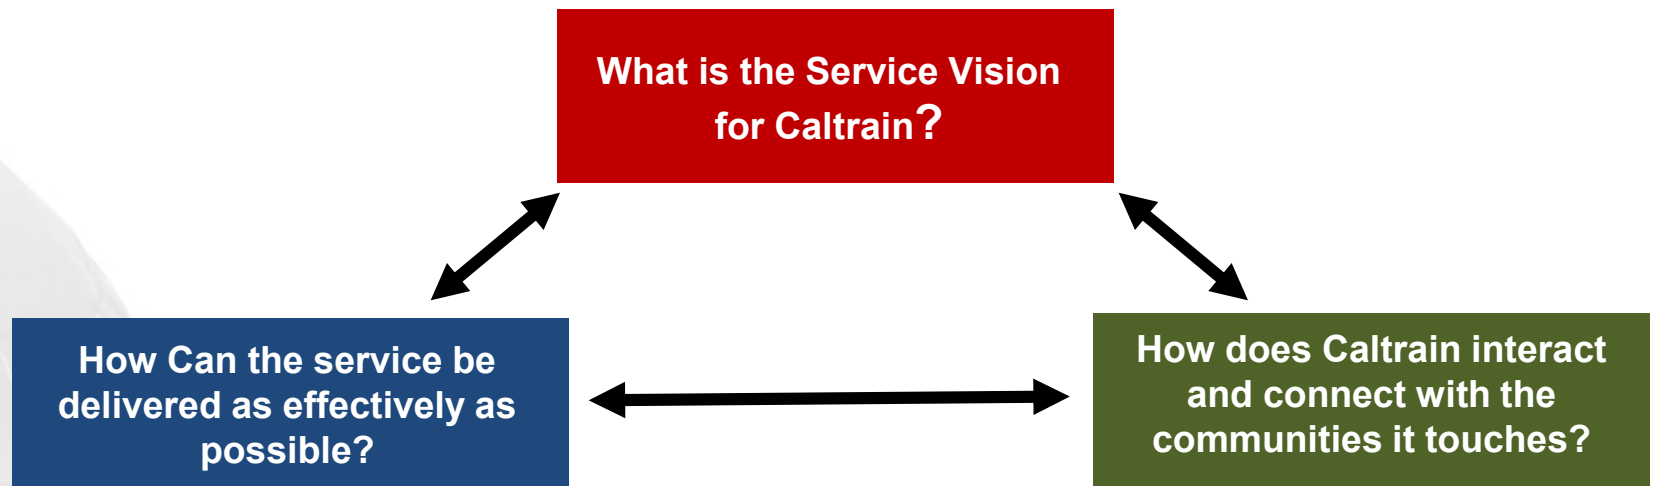 What is the Service Vision
for Caltrain?
How Can the service be
delivered as effectively as
possible?
How does Caltrain interact
and connect with the
communities it touches?